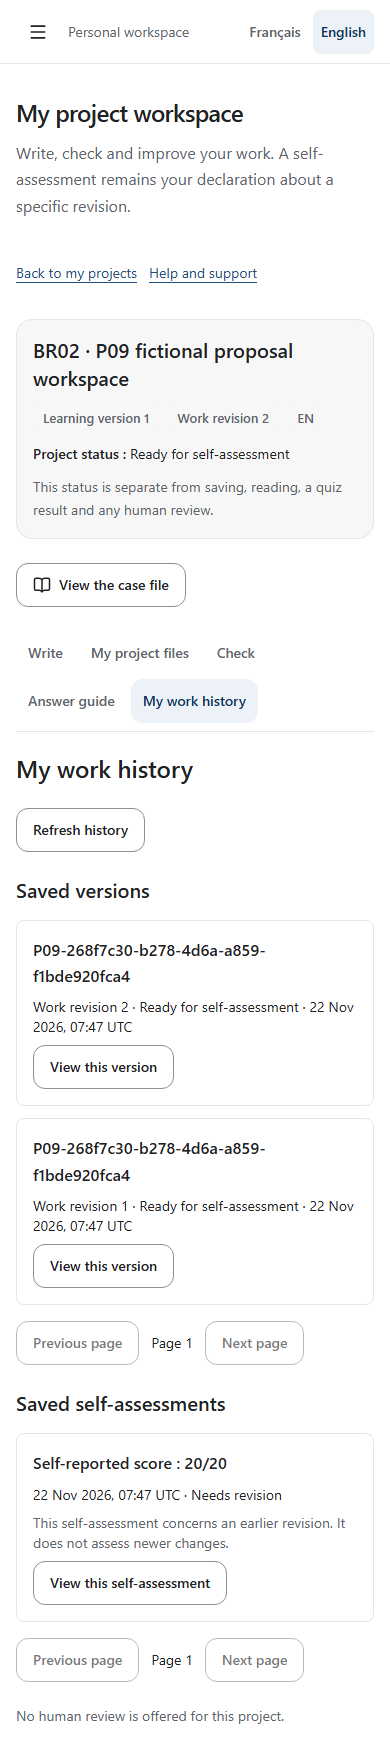 Personal workspace
Français
English
My project workspace
Write, check and improve your work. A self-
assessment remains your declaration about a
specific revision.
Back to my projects
Help and support
BR02 · P09 fictional proposal
workspace
Learning version 1
Work revision 2
EN
Project status : Ready for self-assessment
This status is separate from saving, reading, a quiz
result and any human review.
View the case file
Write
My project files
Check
Answer guide
My work history
My work history
Refresh history
Saved versions
P09-268f7c30-b278-4d6a-a859-
f1bde920fca4
Work revision 2 · Ready for self-assessment · 22 Nov
2026, 07:47 UTC
View this version
P09-268f7c30-b278-4d6a-a859-
f1bde920fca4
Work revision 1 · Ready for self-assessment · 22 Nov
2026, 07:47 UTC
View this version
Previous page
Page 1
Next page
Saved self-assessments
Self-reported score : 20/20
22 Nov 2026, 07:47 UTC · Needs revision
This self-assessment concerns an earlier revision. It
does not assess newer changes.
View this self-assessment
Previous page
Page 1
Next page
No human review is offered for this project.